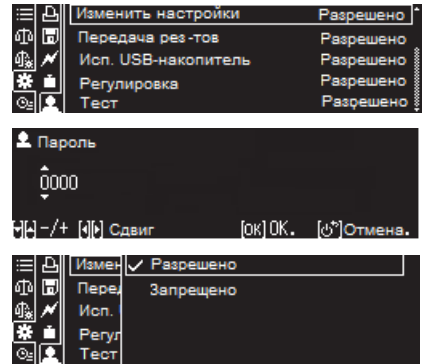 Изменить настройки Разрешено
Передача рез-тов Разрешено
Исп. USB-накопитель Разрешено
Регулировка Разрешено
Тест Разрешено
Пароль
0000
-/+ Сдвиг [OK] OK. Отмена.
Измен ✓ Разрешено
Перед Запрещено
Исп.
Регул
Тест